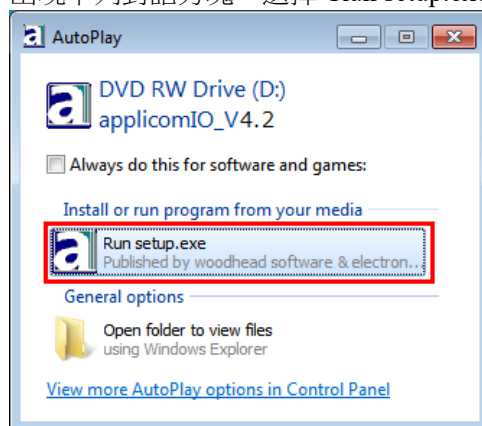 AutoPlay
DVD RW Drive (D:)
applicomIO_V4.2
Always do this for software and games:
Install or run program from your media
Run setup.exe
Published by woodhead software & electron...
General options
Open folder to view files
using Windows Explorer
View more AutoPlay options in Control Panel